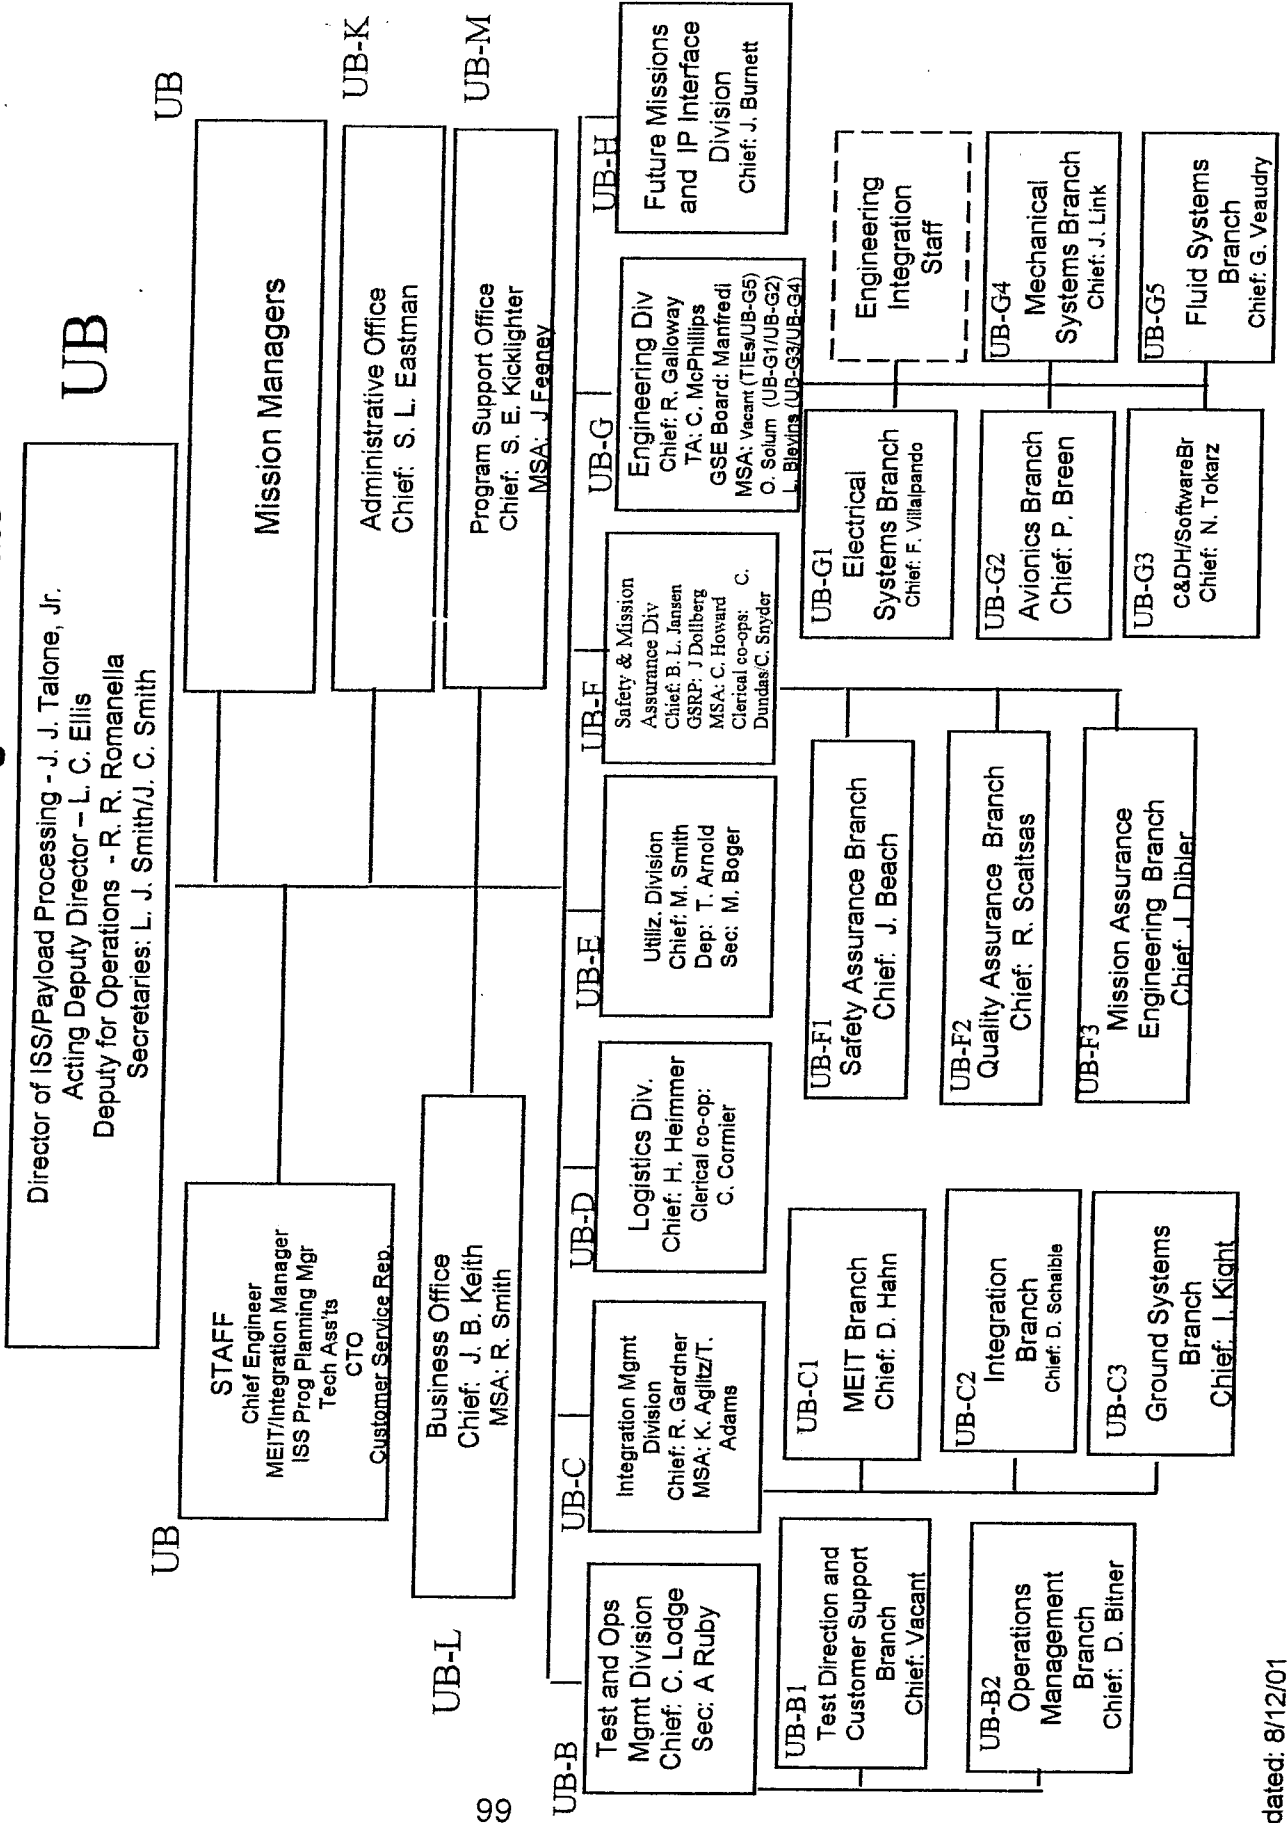 UB
Director of ISS/Payload Processing - J. J. Talone, Jr.
Acting Deputy Director – L. C. Ellis
Deputy for Operations - R. R. Romanella
Secretaries: L. J. Smith/J. C. Smith
UB
STAFF
Chief Engineer
MEIT/Integration Manager
ISS Prog Planning Mgr
Tech Ass'ts
CTO
Customer Service Rep.
UB
Mission Managers
UB-K
Administrative Office
Chief: S. L. Eastman
UB-L
Business Office
Chief: J. B. Keith
MSA: R. Smith
UB-M
Program Support Office
Chief: S. E. Kicklighter
MSA: J Feeney
UB-B
Test and Ops
Mgmt Division
Chief: C. Lodge
Sec: A Ruby
UB-C
Integration Mgmt
Division
Chief: R. Gardner
MSA: K. Aglitz/T.
Adams
UB-D
Logistics Div.
Chief: H. Heimmer
Clerical co-op:
C. Cormier
UB-E
Utiliz. Division
Chief: M. Smith
Dep: T. Arnold
Sec: M. Boger
UB-F
Safety & Mission
Assurance Div
Chief: B. L. Jansen
GSRP: J Dollberg
MSA: C. Howard
Clerical co-ops: C.
Dundas/C. Snyder
UB-G
Engineering Div
Chief: R. Galloway
TA: C. McPhillips
GSE Board: Manfredi
MSA: Vacant (TIEs/UB-G5)
O. Solum (UB-G1/UB-G2)
L. Blevins (UB-G3/UB-G4)
UB-H
Future Missions
and IP Interface
Division
Chief: J. Burnett
UB-B1
Test Direction and
Customer Support
Branch
Chief: Vacant
UB-B2
Operations
Management
Branch
Chief: D. Bitner
UB-C1
MEIT Branch
Chief: D. Hahn
UB-C2
Integration
Branch
Chief: D. Schaible
UB-C3
Ground Systems
Branch
Chief: J. Kight
UB-F1
Safety Assurance Branch
Chief: J. Beach
UB-F2
Quality Assurance Branch
Chief: R. Scaltsas
UB-F3
Mission Assurance
Engineering Branch
Chief: J Dibler
UB-G1
Electrical
Systems Branch
Chief: F. Villalpando
Engineering
Integration
Staff
UB-G2
Avionics Branch
Chief: P. Breen
UB-G4
Mechanical
Systems Branch
Chief: J. Link
UB-G3
C&DH/SoftwareBr
Chief: N. Tokarz
UB-G5
Fluid Systems
Branch
Chief: G. Veaudry
99
dated: 8/12/01